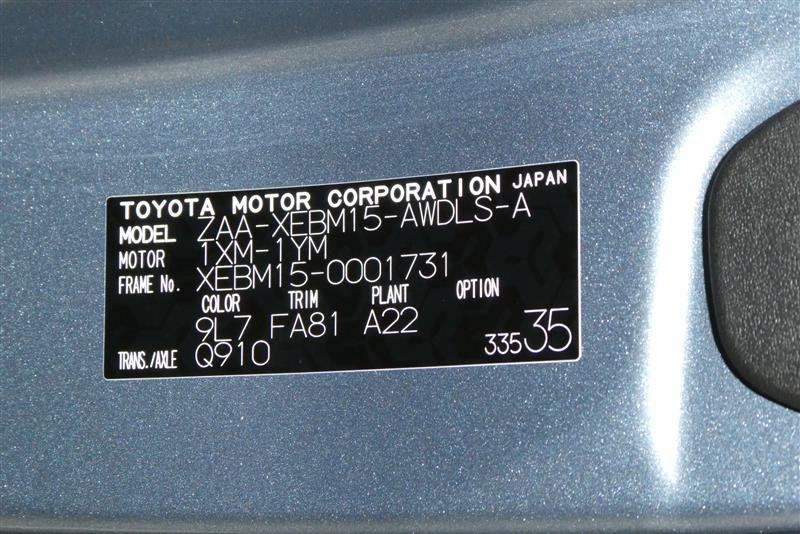 TOYOTA MOTOR CORPORATION JAPAN
MODEL ZAA-XEBM15-AWDLS-A
MOTOR 1XM-1YM
FRAME No. XEBM15-0001731
COLOR TRIM PLANT OPTION
9L7 FA81 A22
TRANS./AXLE Q910 335 35